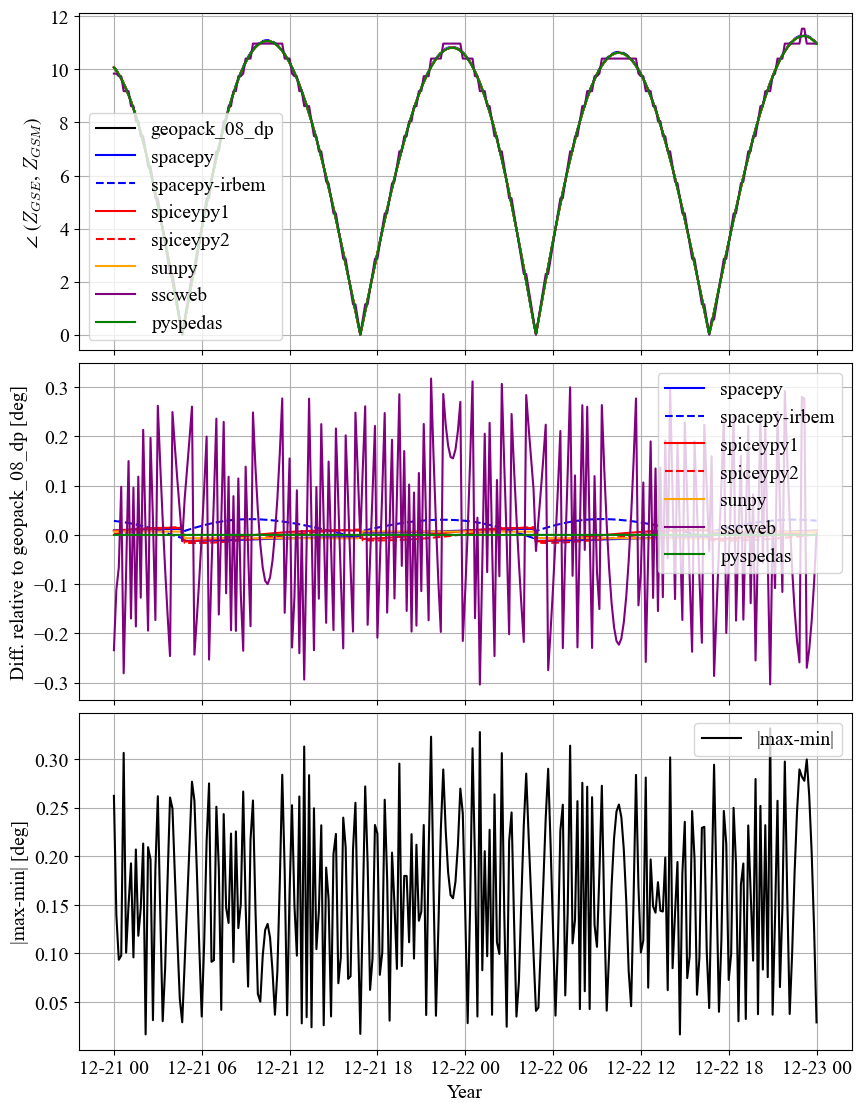 12
10
8
6
4
2
0
∠ (Z_GSE, Z_GSM)
geopack_08_dp
spacepy
spacepy-irbem
spiceypy1
spiceypy2
sunpy
sscweb
pyspedas
0.3
0.2
0.1
0.0
−0.1
−0.2
−0.3
Diff. relative to geopack_08_dp [deg]
spacepy
spacepy-irbem
spiceypy1
spiceypy2
sunpy
sscweb
pyspedas
0.30
0.25
0.20
0.15
0.10
0.05
|max-min| [deg]
|max-min|
12-21 00 12-21 06 12-21 12 12-21 18 12-22 00 12-22 06 12-22 12 12-22 18 12-23 00
Year